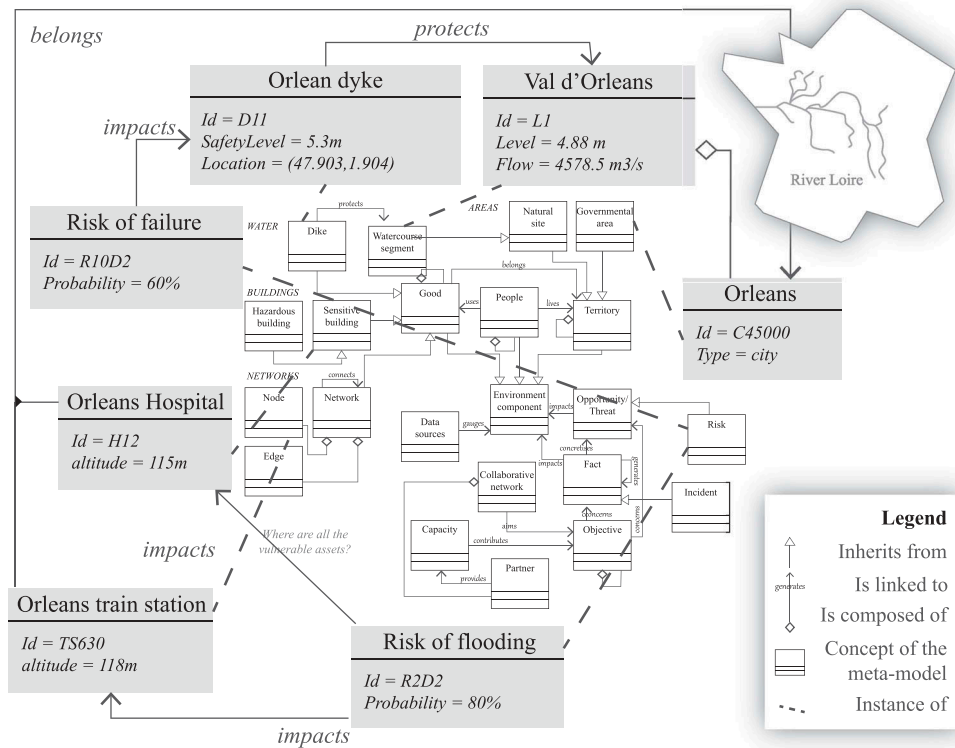 belongs
protects
Orlean dyke
Id = D11
SafetyLevel = 5.3m
Location = (47.903,1.904)
Val d'Orleans
Id = L1
Level = 4.88 m
Flow = 4578.5 m3/s
River Loire
impacts
Risk of failure
Id = R10D2
Probability = 60%
WATER
Dike
protects
Watercourse
segment
AREAS
Natural
site
Governmental
area
belongs
BUILDINGS
Hazardous
building
Sensitive
building
Good
uses
People
lives
Territory
Orleans
Id = C45000
Type = city
NETWORKS
Node
connects
Network
Edge
Environment
component
impacts
Opportunity/
Threat
Risk
Data
sources
gauges
concretises
impacts
Fact
generates
Collaborative
network
Incident
concerns
concerns
aims
Capacity
contributes
Objective
provides
Partner
Orleans Hospital
Id = H12
altitude = 115m
Where are all the
vulnerable assets?
impacts
Orleans train station
Id = TS630
altitude = 118m
Risk of flooding
Id = R2D2
Probability = 80%
impacts
Legend
Inherits from
generates
Is linked to
Is composed of
Concept of the
meta-model
Instance of